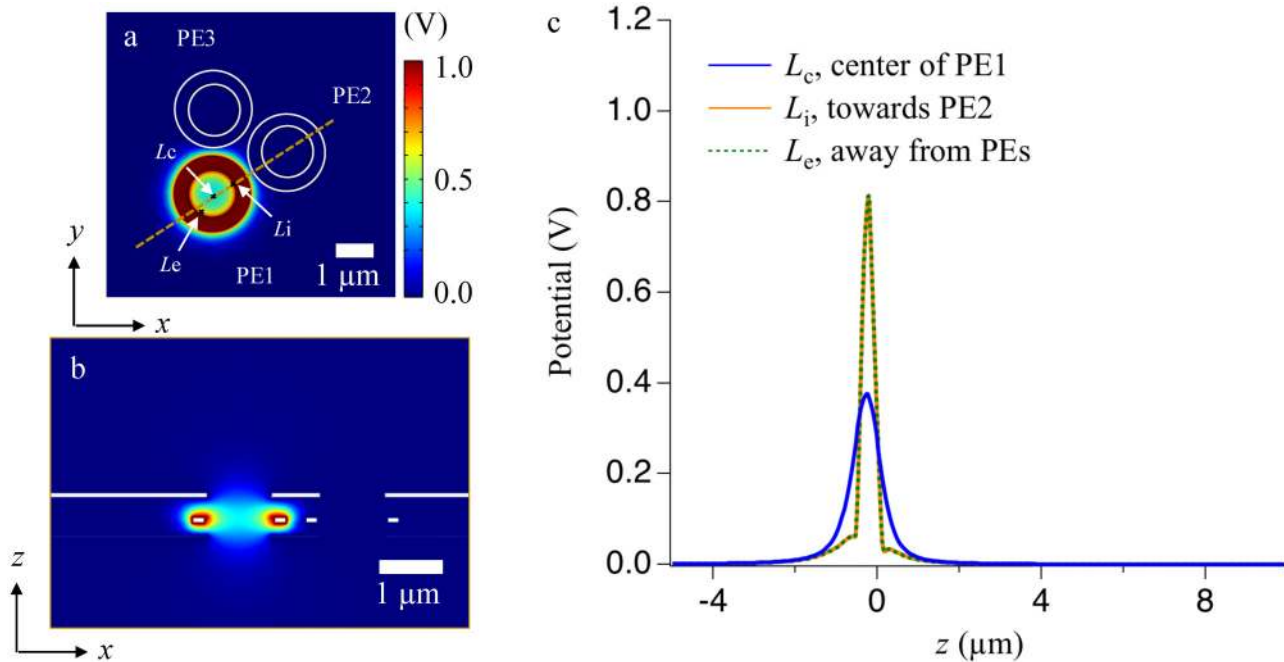 a
PE3
PE2
Lc
Li
Le
PE1
1 µm
(V)
1.0
0.5
0.0
y
x
b
1 µm
z
x
c
1.2
1.0
0.8
0.6
0.4
0.2
0.0
Potential (V)
Lc, center of PE1
Li, towards PE2
Le, away from PEs
-4
0
4
8
z (µm)